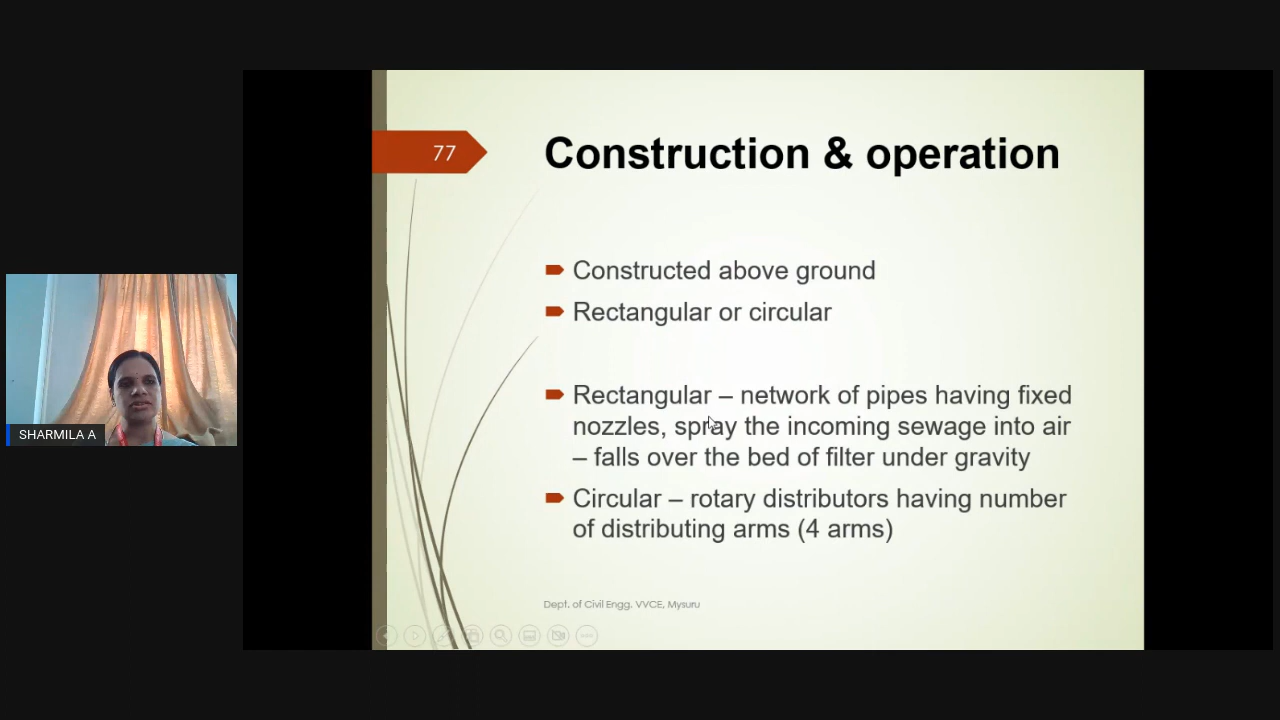 77
Construction & operation
Constructed above ground
Rectangular or circular
Rectangular – network of pipes having fixed
nozzles, spray the incoming sewage into air
– falls over the bed of filter under gravity
Circular – rotary distributors having number
of distributing arms (4 arms)
Dept. of Civil Engg. VVCE, Mysuru
SHARMILA A